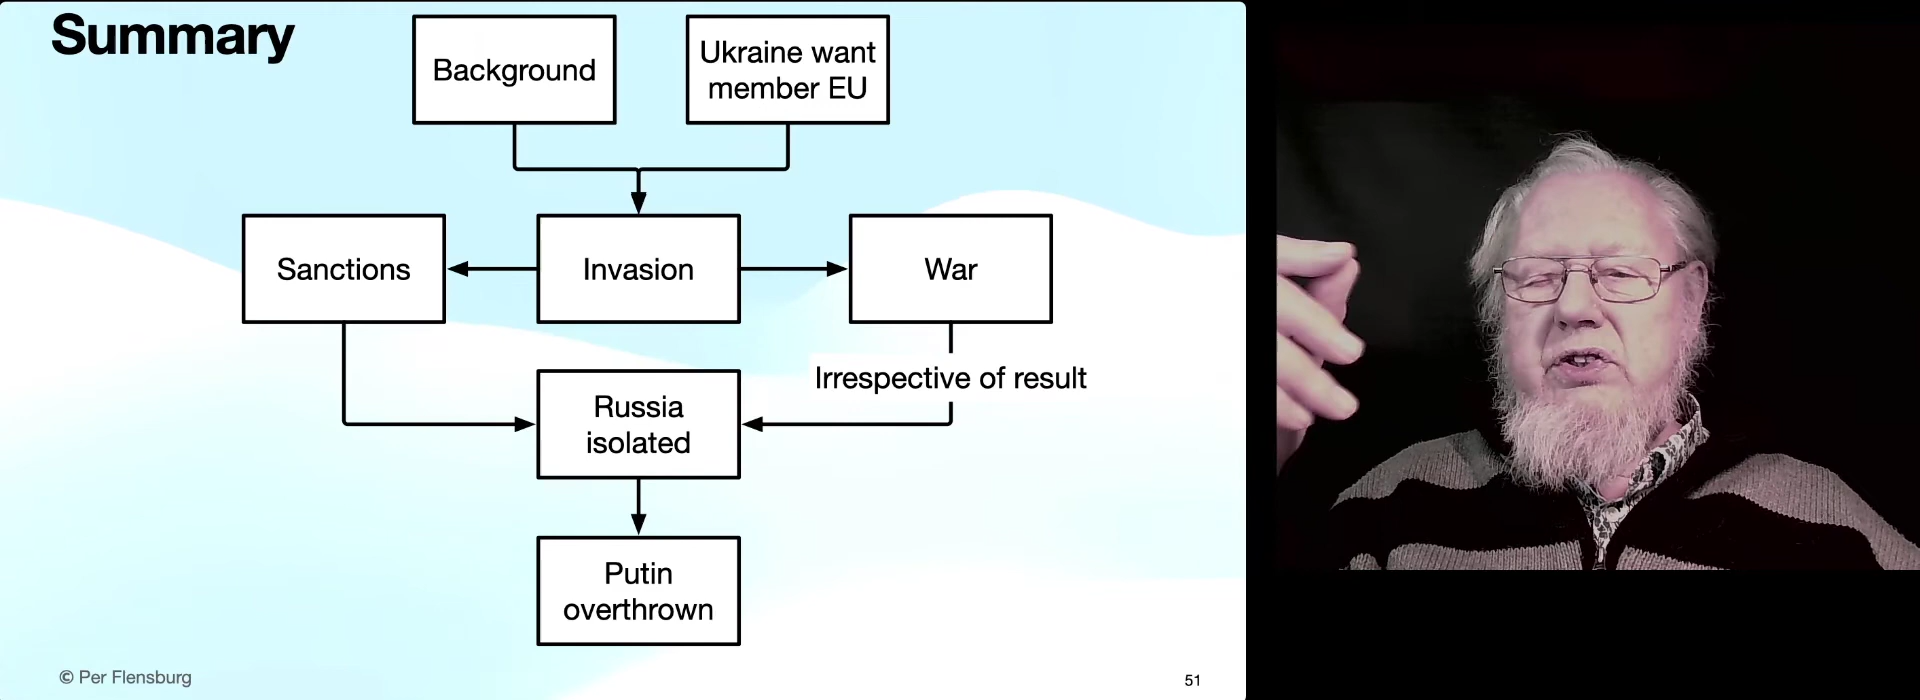 Summary
Background
Ukraine want
member EU
Sanctions
Invasion
War
Irrespective of result
Russia
isolated
Putin
overthrown
© Per Flensburg
51